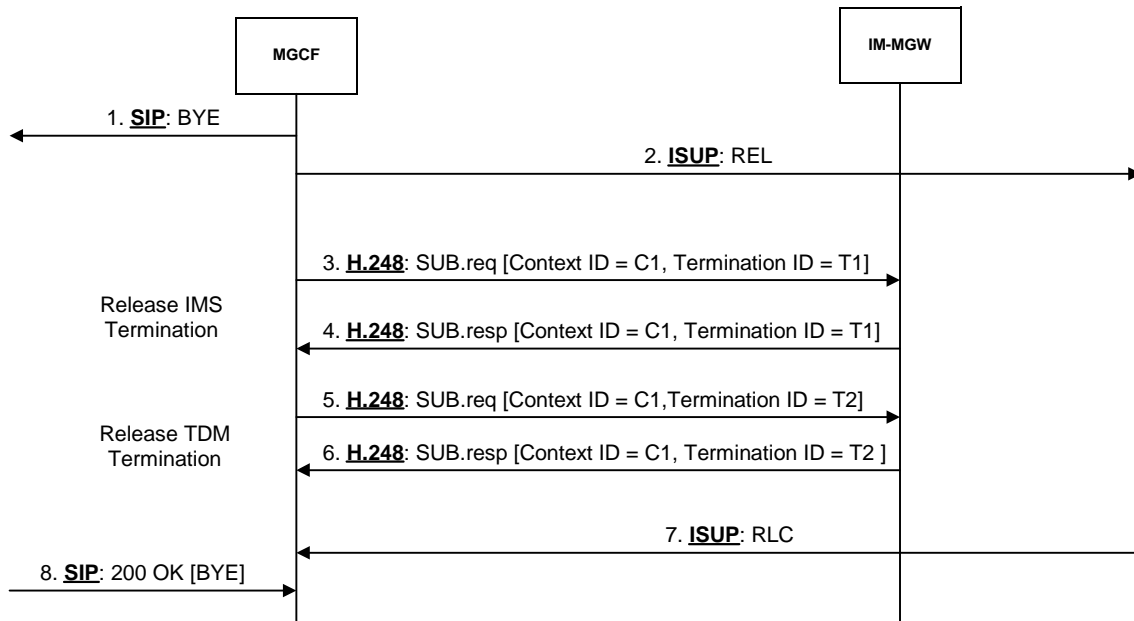 MGCF
IM-MGW
1. SIP: BYE
2. ISUP: REL
3. H.248: SUB.req [Context ID = C1, Termination ID = T1]
Release IMS
Termination
4. H.248: SUB.resp [Context ID = C1, Termination ID = T1]
5. H.248: SUB.req [Context ID = C1,Termination ID = T2]
Release TDM
Termination
6. H.248: SUB.resp [Context ID = C1, Termination ID = T2 ]
7. ISUP: RLC
8. SIP: 200 OK [BYE]